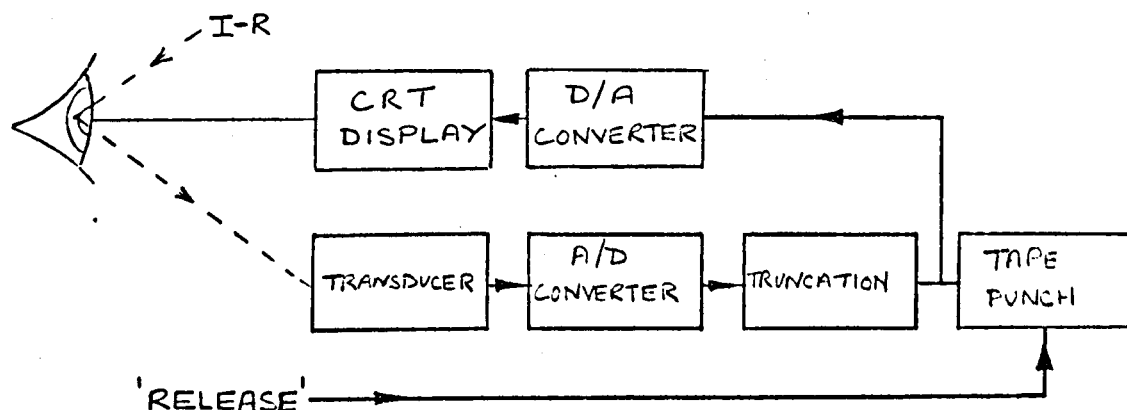 I-R
CRT
DISPLAY
D/A
CONVERTER
TRANSDUCER
A/D
CONVERTER
TRUNCATION
TAPE
PUNCH
'RELEASE'